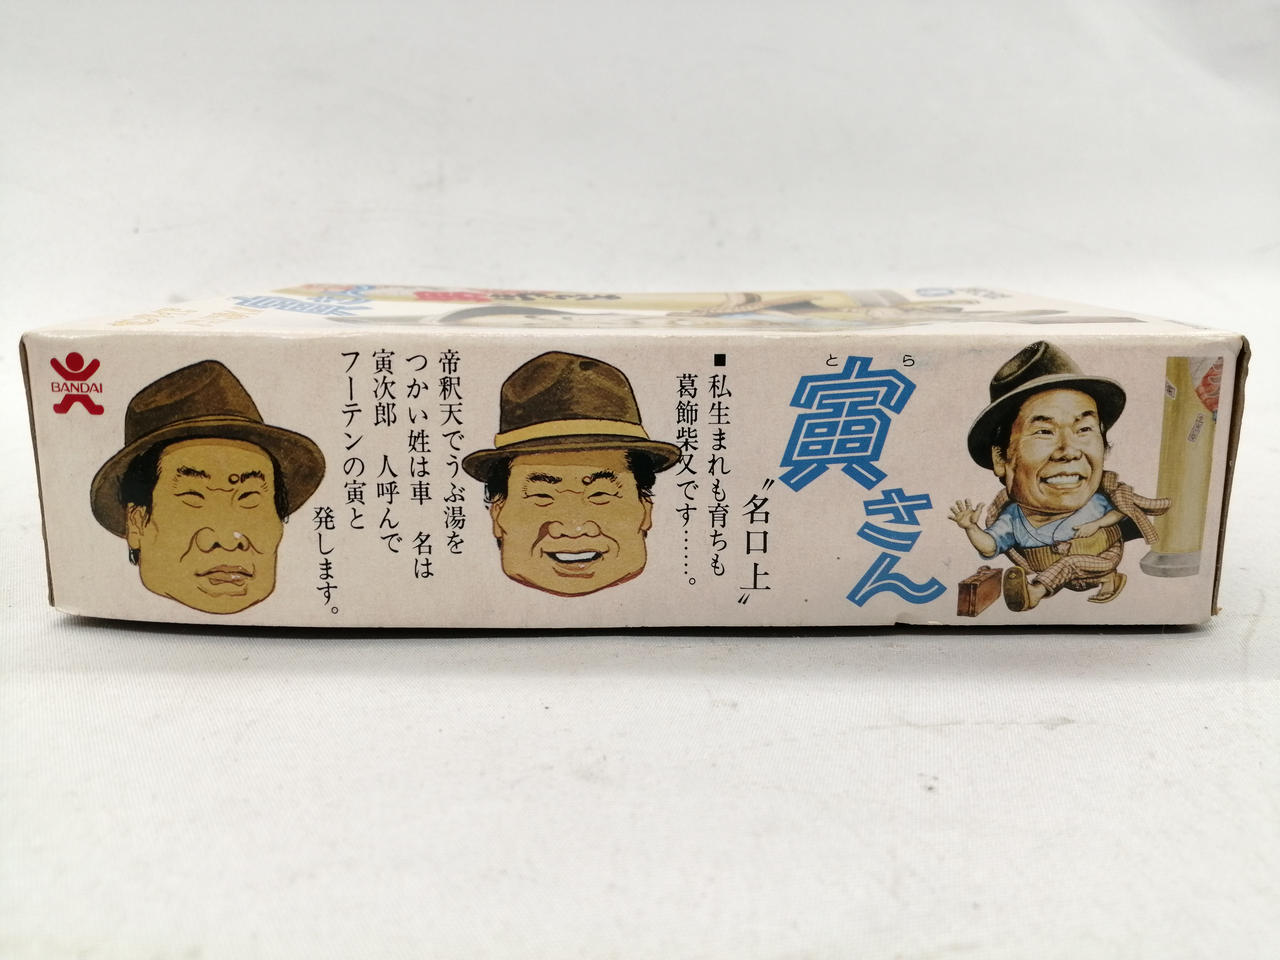 とら
寅さん
〝名口上〟
■私生まれも育ちも
葛飾柴又です……。
帝釈天でうぶ湯を
つかい姓は車 名は
寅次郎 人呼んで
フーテンの寅と
発します。
BANDAI